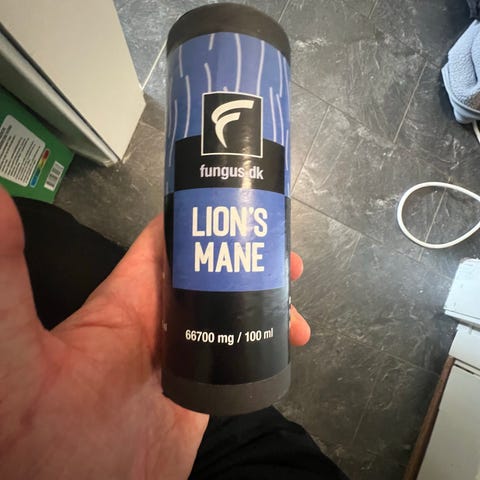 fungus.dk
LION'S
MANE
66700 mg / 100 ml